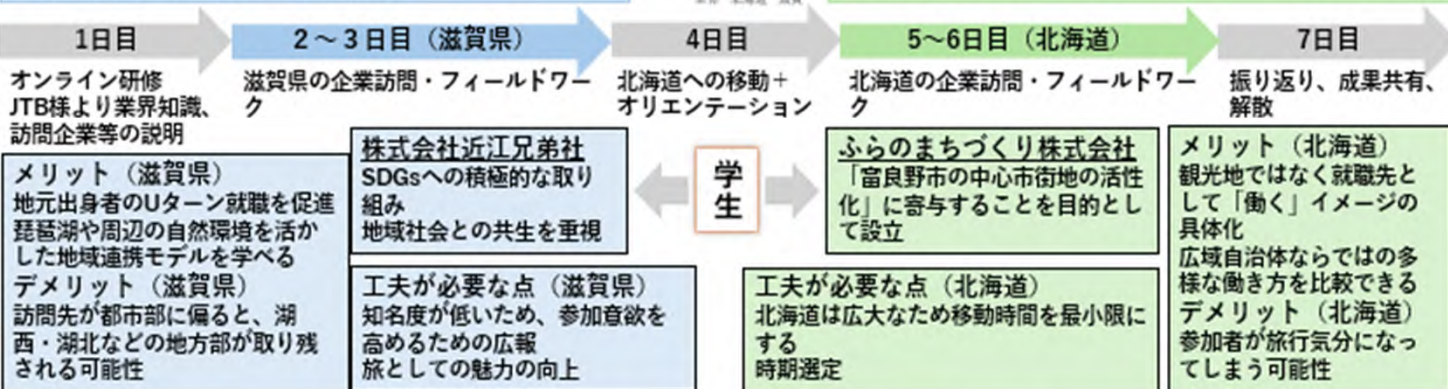 1日目
2～3日目（滋賀県）
4日目
5~6日目（北海道）
7日目
オンライン研修
JTB様より業界知識、
訪問企業等の説明
滋賀県の企業訪問・フィールドワー
ク
北海道への移動＋
オリエンテーション
北海道の企業訪問・フィールドワー
ク
振り返り、成果共有、
解散
メリット（滋賀県）
地元出身者のUターン就職を促進
琵琶湖や周辺の自然環境を活か
した地域連携モデルを学べる
デメリット（滋賀県）
訪問先が都市部に偏ると、湖
西・湖北などの地方部が取り残
される可能性
株式会社近江兄弟社
SDGsへの積極的な取り
組み
地域社会との共生を重視
工夫が必要な点（滋賀県）
知名度が低いため、参加意欲を
高めるための広報
旅としての魅力の向上
学
生
ふらのまちづくり株式会社
「富良野市の中心市街地の活性
化」に寄与することを目的とし
て設立
工夫が必要な点（北海道）
北海道は広大なため移動時間を最小限に
する
時期選定
メリット（北海道）
観光地ではなく就職先と
して「働く」イメージの
具体化
広域自治体ならではの多
様な働き方を比較できる
デメリット（北海道）
参加者が旅行気分になっ
てしまう可能性